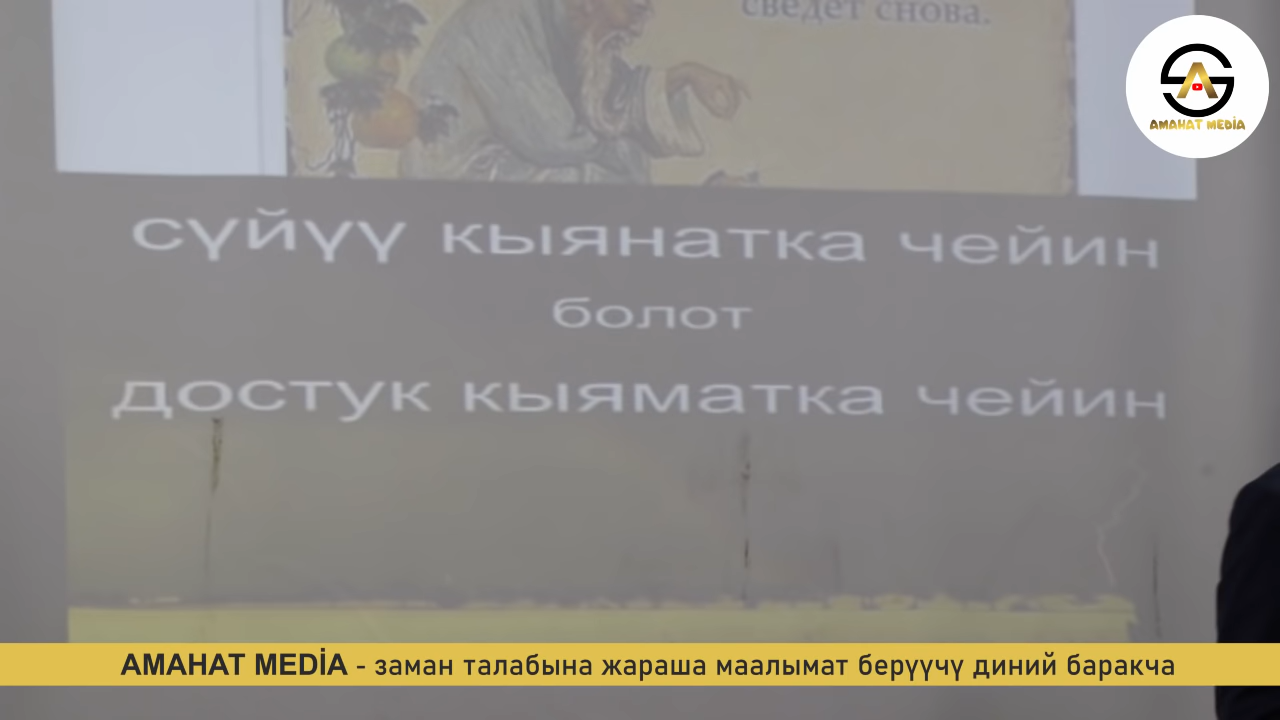 сведет снова.
AMAHAT MEDİA
сүйүү кыянатка чейин
болот
достук кыяматка чейин
AMAHAT MEDİA - заман талабына жараша маалымат берүүчү диний баракча